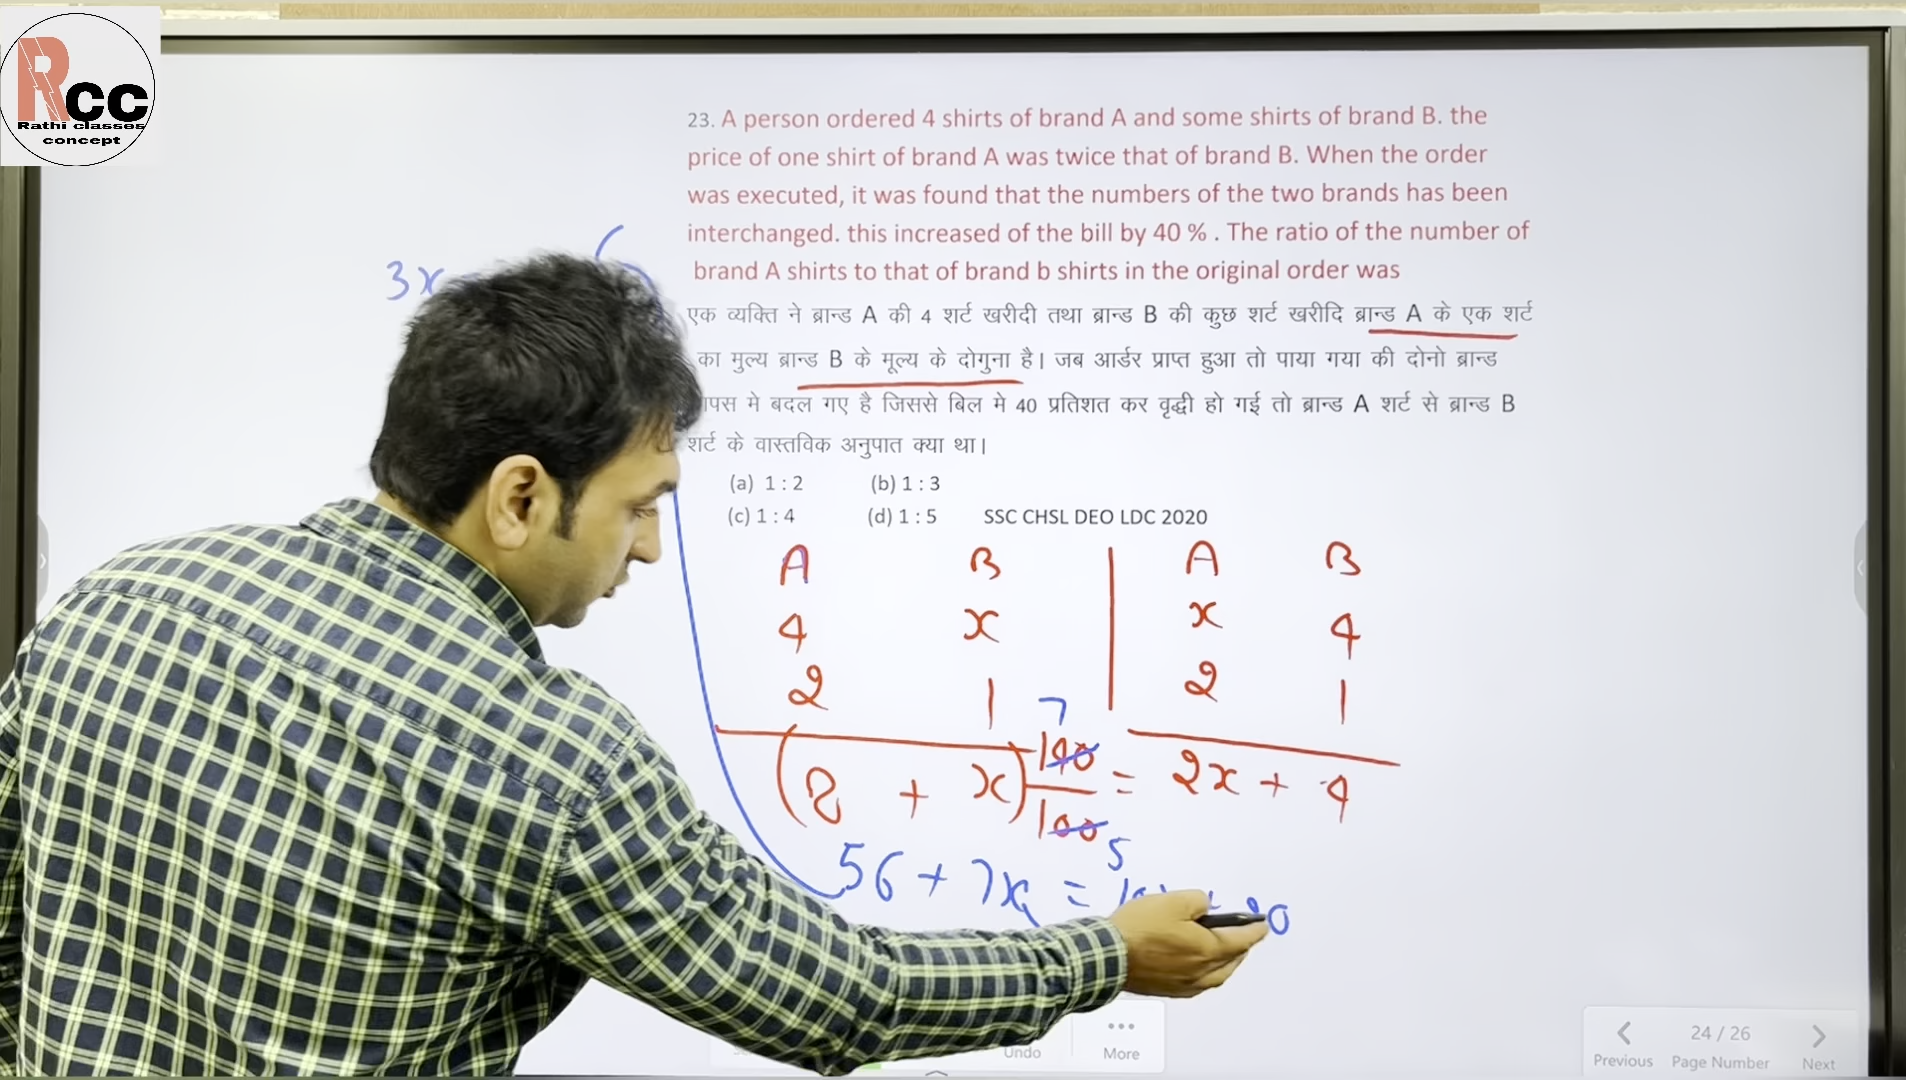 Rcc
Rathi classes
concept
23. A person ordered 4 shirts of brand A and some shirts of brand B. the
price of one shirt of brand A was twice that of brand B. When the order
was executed, it was found that the numbers of the two brands has been
interchanged. this increased of the bill by 40 % . The ratio of the number of
brand A shirts to that of brand b shirts in the original order was
एक व्यक्ति ने ब्रान्ड A की 4 शर्ट खरीदी तथा ब्रान्ड B की कुछ शर्ट खरीदि ब्रान्ड A के एक शर्ट
का मुल्य ब्रान्ड B के मूल्य के दोगुना है। जब आर्डर प्राप्त हुआ तो पाया गया की दोनो ब्रान्ड
मे बदल गए है जिससे बिल मे 40 प्रतिशत कर वृद्धी हो गई तो ब्रान्ड A शर्ट से ब्रान्ड B
शर्ट के वास्तविक अनुपात क्या था।
(a) 1 : 2 (b) 1 : 3
(c) 1 : 4 (d) 1 : 5 SSC CHSL DEO LDC 2020
3x
A B A B
4 x x 4
2 1 2 1
7
(8 + x) 140/100 = 2x + 4
5
56 + 7x =
Undo
More
24 / 26
Previous Page Number Next